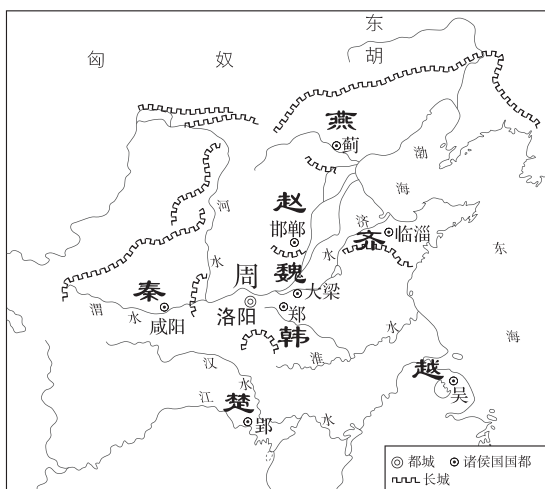 匈 奴
东胡
燕
蓟
渤海
赵
邯郸
河水
济水
齐
临淄
东海
魏
周
大梁
秦
渭水
咸阳
洛阳
郑
韩
淮水
汉水
江水
越
吴
楚
郢
都城 诸侯国国都
长城